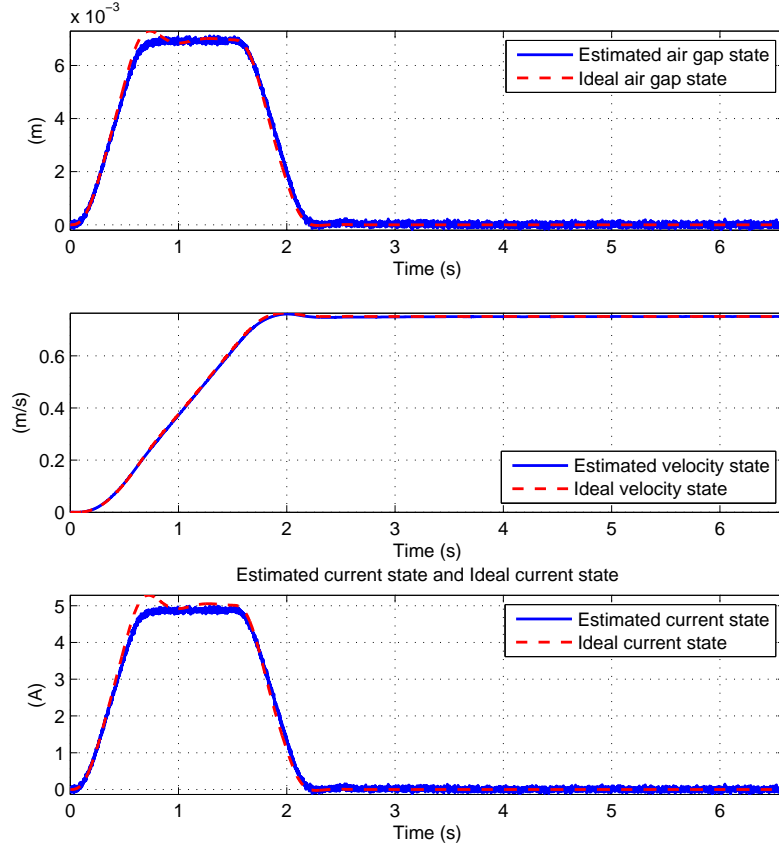 x 10⁻³
6
4
2
0
(m)
Estimated air gap state
Ideal air gap state
0 1 2 3 4 5 6
Time (s)
0.6
0.4
0.2
0
(m/s)
Estimated velocity state
Ideal velocity state
0 1 2 3 4 5 6
Time (s)
Estimated current state and Ideal current state
5
4
3
2
1
0
(A)
Estimated current state
Ideal current state
0 1 2 3 4 5 6
Time (s)